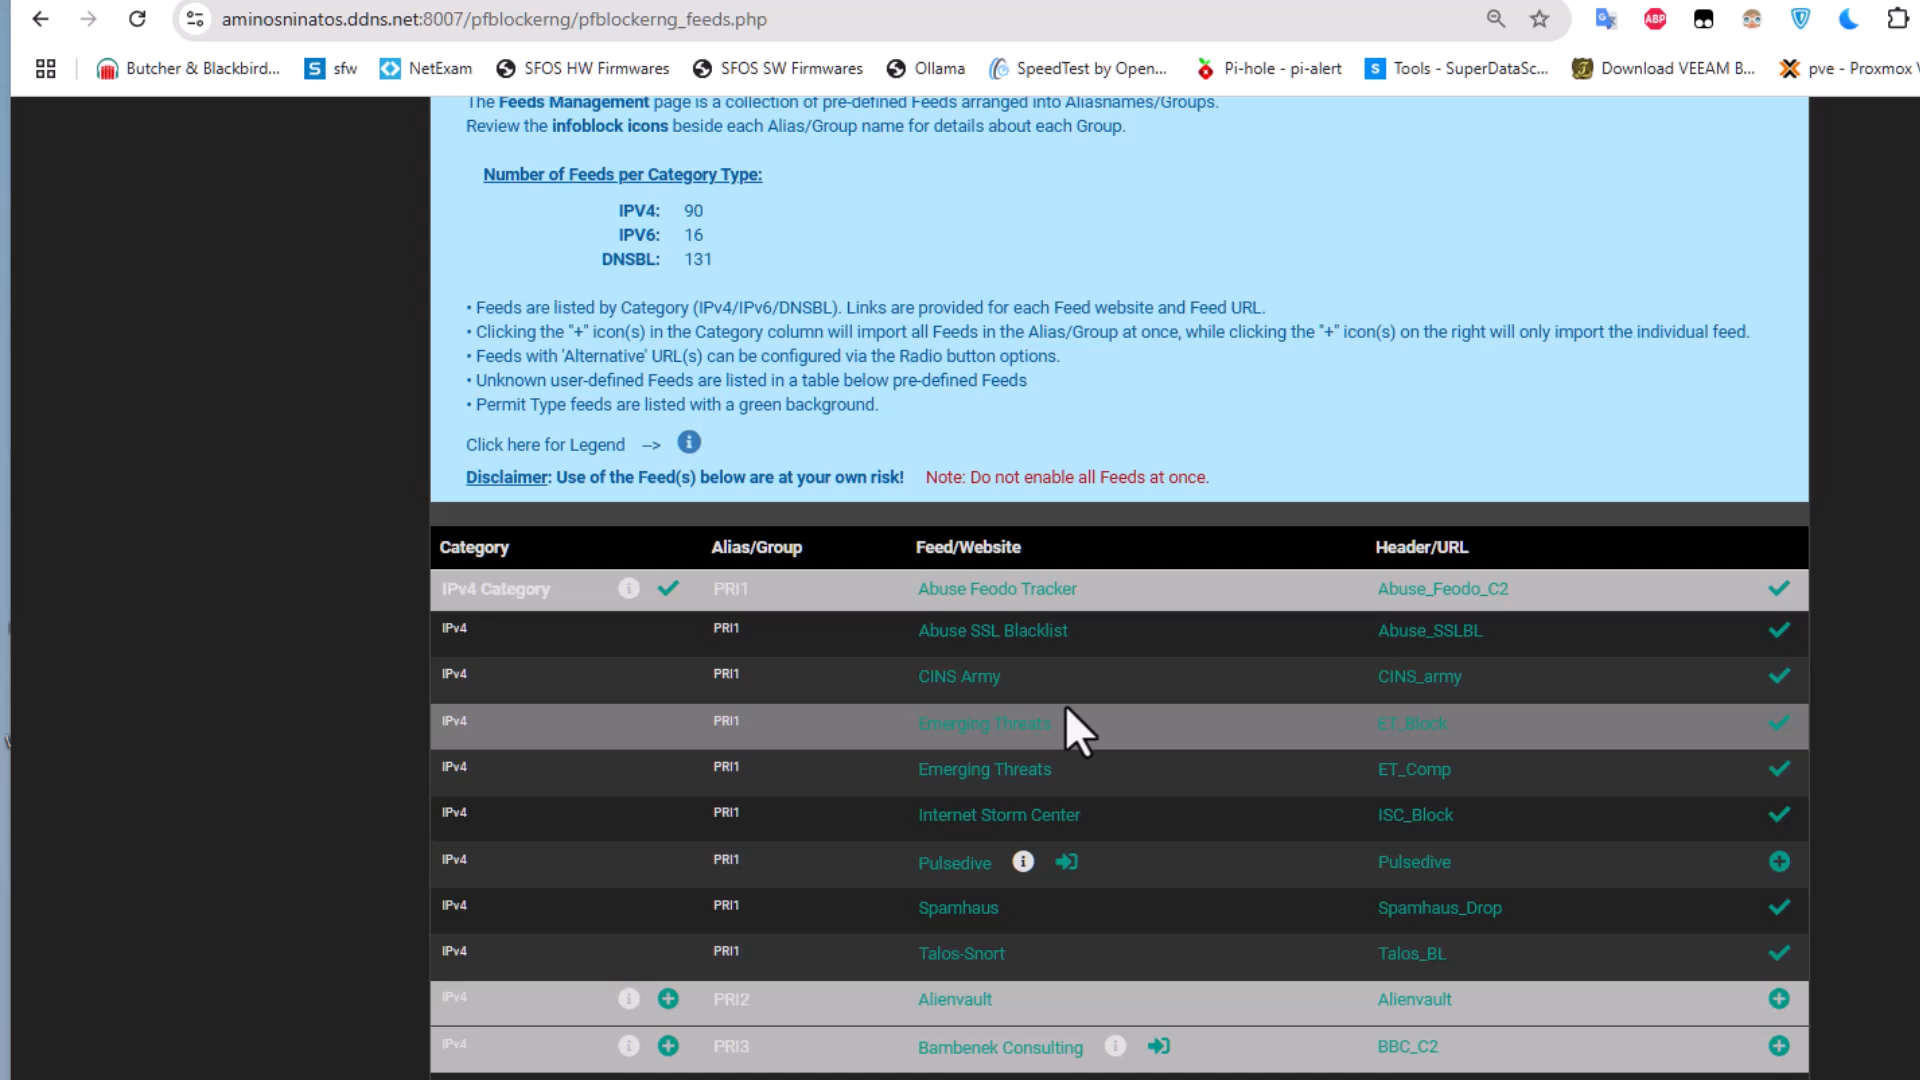 aminosninatos.ddns.net:8007/pfblockerng/pfblockerng_feeds.php
ABP
Butcher & Blackbird... S sfw NetExam SFOS HW Firmwares SFOS SW Firmwares Ollama SpeedTest by Open... Pi-hole - pi-alert S Tools - SuperDataSc... Download VEEAM B... pve - Proxmox V
The Feeds Management page is a collection of pre-defined Feeds arranged into Aliasnames/Groups.
Review the infoblock icons beside each Alias/Group name for details about each Group.
Number of Feeds per Category Type:
IPV4: 90
IPV6: 16
DNSBL: 131
• Feeds are listed by Category (IPv4/IPv6/DNSBL). Links are provided for each Feed website and Feed URL.
• Clicking the "+" icon(s) in the Category column will import all Feeds in the Alias/Group at once, while clicking the "+" icon(s) on the right will only import the individual feed.
• Feeds with 'Alternative' URL(s) can be configured via the Radio button options.
• Unknown user-defined Feeds are listed in a table below pre-defined Feeds
• Permit Type feeds are listed with a green background.
Click here for Legend -->
Disclaimer: Use of the Feed(s) below are at your own risk! Note: Do not enable all Feeds at once.
Category Alias/Group Feed/Website Header/URL
IPv4 Category PRI1 Abuse Feodo Tracker Abuse_Feodo_C2
IPv4 PRI1 Abuse SSL Blacklist Abuse_SSLBL
IPv4 PRI1 CINS Army CINS_army
IPv4 PRI1 Emerging Threats ET_Block
IPv4 PRI1 Emerging Threats ET_Comp
IPv4 PRI1 Internet Storm Center ISC_Block
IPv4 PRI1 Pulsedive Pulsedive
IPv4 PRI1 Spamhaus Spamhaus_Drop
IPv4 PRI1 Talos-Snort Talos_BL
IPv4 PRI2 Alienvault Alienvault
IPv4 PRI3 Bambenek Consulting BBC_C2